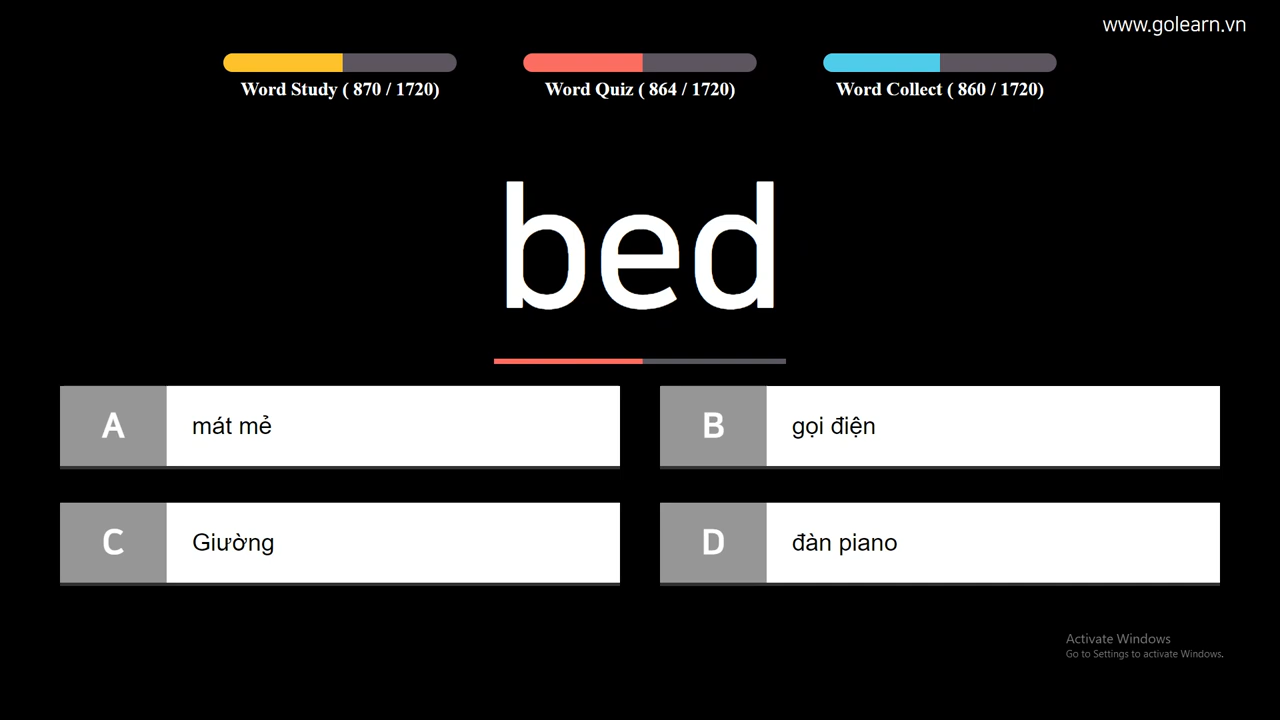 www.golearn.vn
Word Study ( 870 / 1720)
Word Quiz ( 864 / 1720)
Word Collect ( 860 / 1720)
bed
A mát mẻ
B gọi điện
C Giường
D đàn piano
Activate Windows
Go to Settings to activate Windows.